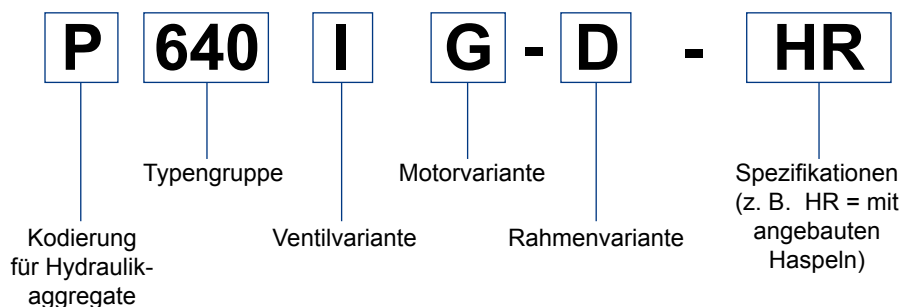 P 640 I G - D - HR
Typengruppe
Motorvariante
Spezifikationen
(z. B. HR = mit
angebauten
Haspeln)
Kodierung
für Hydraulik-
aggregate
Ventilvariante
Rahmenvariante